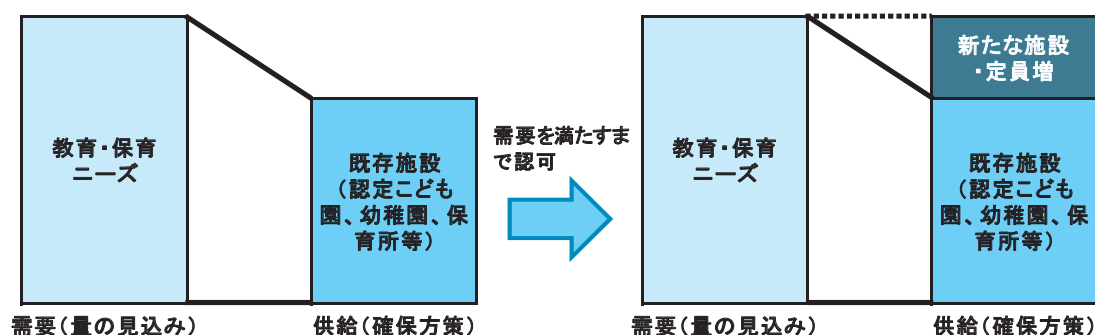 教育・保育
ニーズ
既存施設
(認定こども
園、幼稚園、保
育所等)
需要(量の見込み)
供給(確保方策)
需要を満たすま
で認可
教育・保育
ニーズ
新たな施設
・定員増
既存施設
(認定こども
園、幼稚園、保
育所等)
需要(量の見込み)
供給(確保方策)